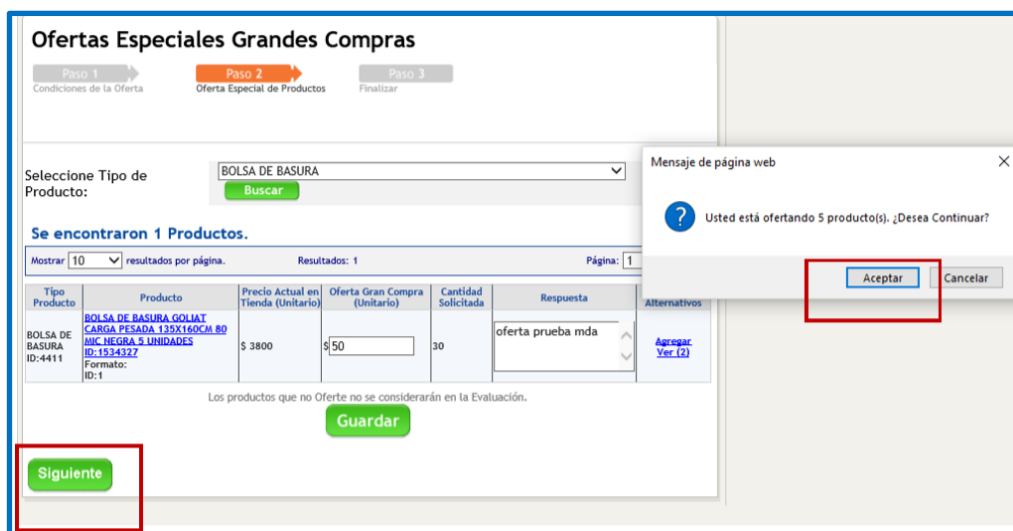 Ofertas Especiales Grandes Compras
Paso 1
Condiciones de la Oferta
Paso 2
Oferta Especial de Productos
Paso 3
Finalizar
Seleccione Tipo de
Producto:
BOLSA DE BASURA
Buscar
Mensaje de página web
Usted está ofertando 5 producto(s). ¿Desea Continuar?
Aceptar
Cancelar
Se encontraron 1 Productos.
Mostrar 10 resultados por página.
Resultados: 1
Página: 1
Tipo
Producto
Producto
Precio Actual en
Tienda (Unitario)
Oferta Gran Compra
(Unitario)
Cantidad
Solicitada
Respuesta
Alternativos
BOLSA DE
BASURA
ID:4411
BOLSA DE BASURA GOLIAT
CARGA PESADA 135X160CM 80
MIC NEGRA 5 UNIDADES
ID:1534327
Formato:
ID:1
$ 3800
$ 50
30
oferta prueba mda
Agregar
Ver (2)
Los productos que no Oferte no se considerarán en la Evaluación.
Guardar
Siguiente